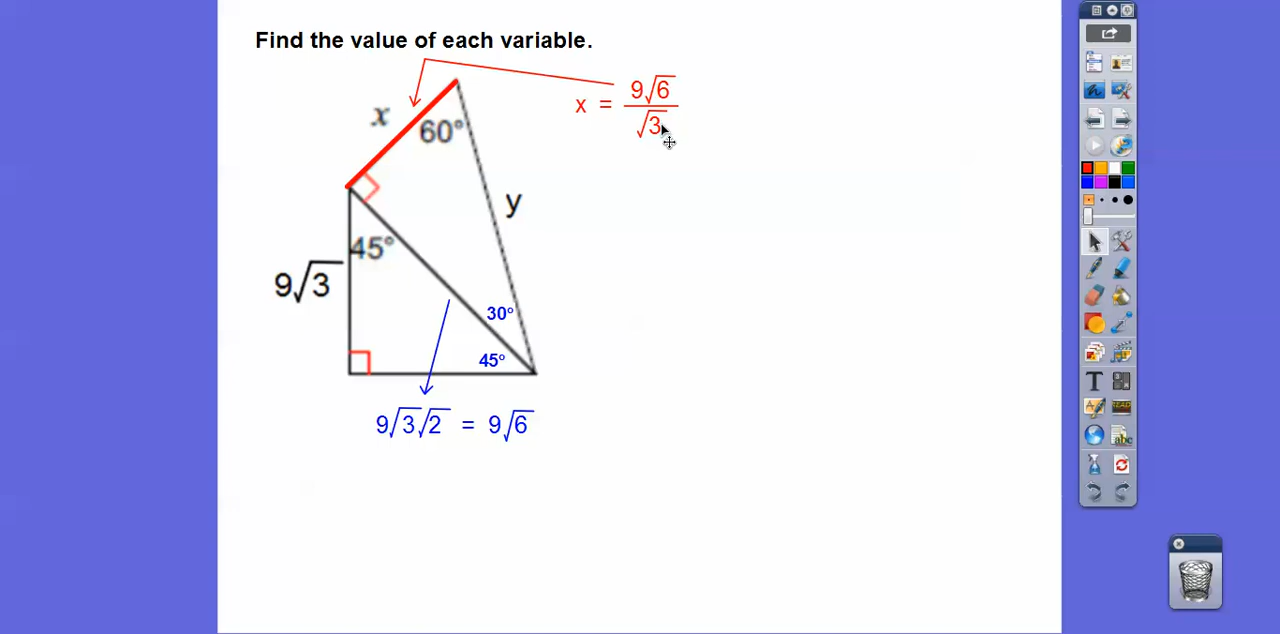 Find the value of each variable.
x = 9√6 / √3
x
60°
y
45°
9√3
30°
45°
9√3√2 = 9√6